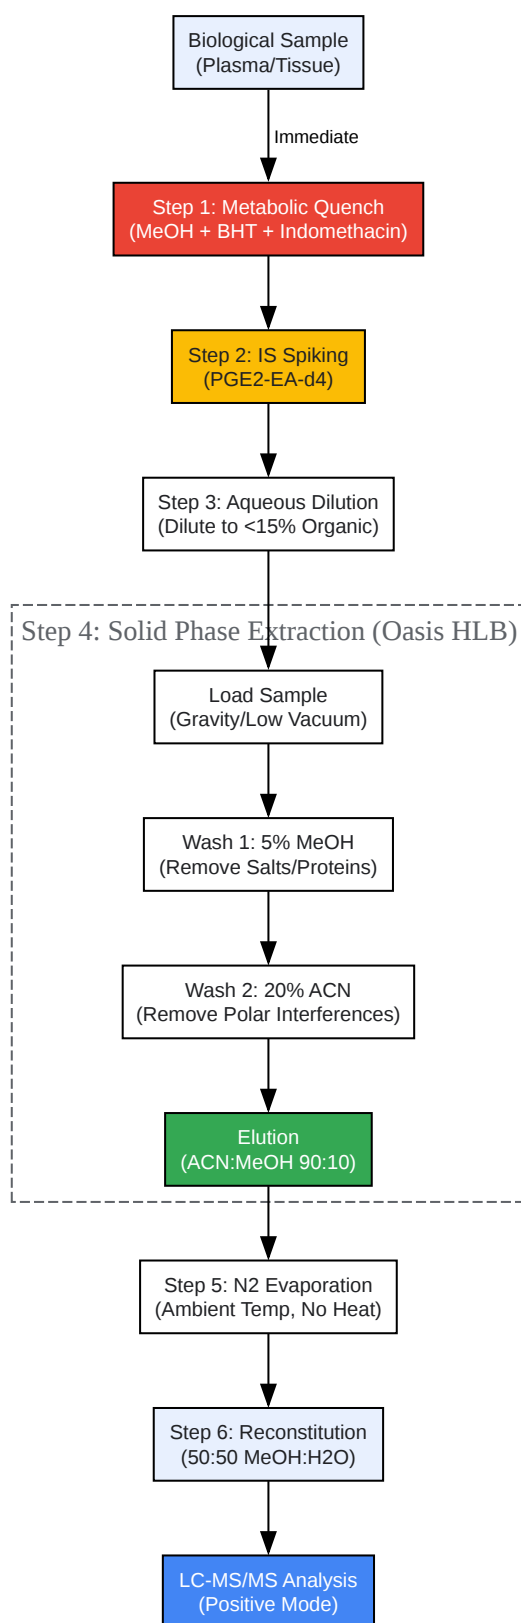 Biological Sample
(Plasma/Tissue)
Immediate
Step 1: Metabolic Quench
(MeOH + BHT + Indomethacin)
Step 2: IS Spiking
(PGE2-EA-d4)
Step 3: Aqueous Dilution
(Dilute to <15% Organic)
Step 4: Solid Phase Extraction (Oasis HLB)
Load Sample
(Gravity/Low Vacuum)
Wash 1: 5% MeOH
(Remove Salts/Proteins)
Wash 2: 20% ACN
(Remove Polar Interferences)
Elution
(ACN:MeOH 90:10)
Step 5: N2 Evaporation
(Ambient Temp, No Heat)
Step 6: Reconstitution
(50:50 MeOH:H2O)
LC-MS/MS Analysis
(Positive Mode)